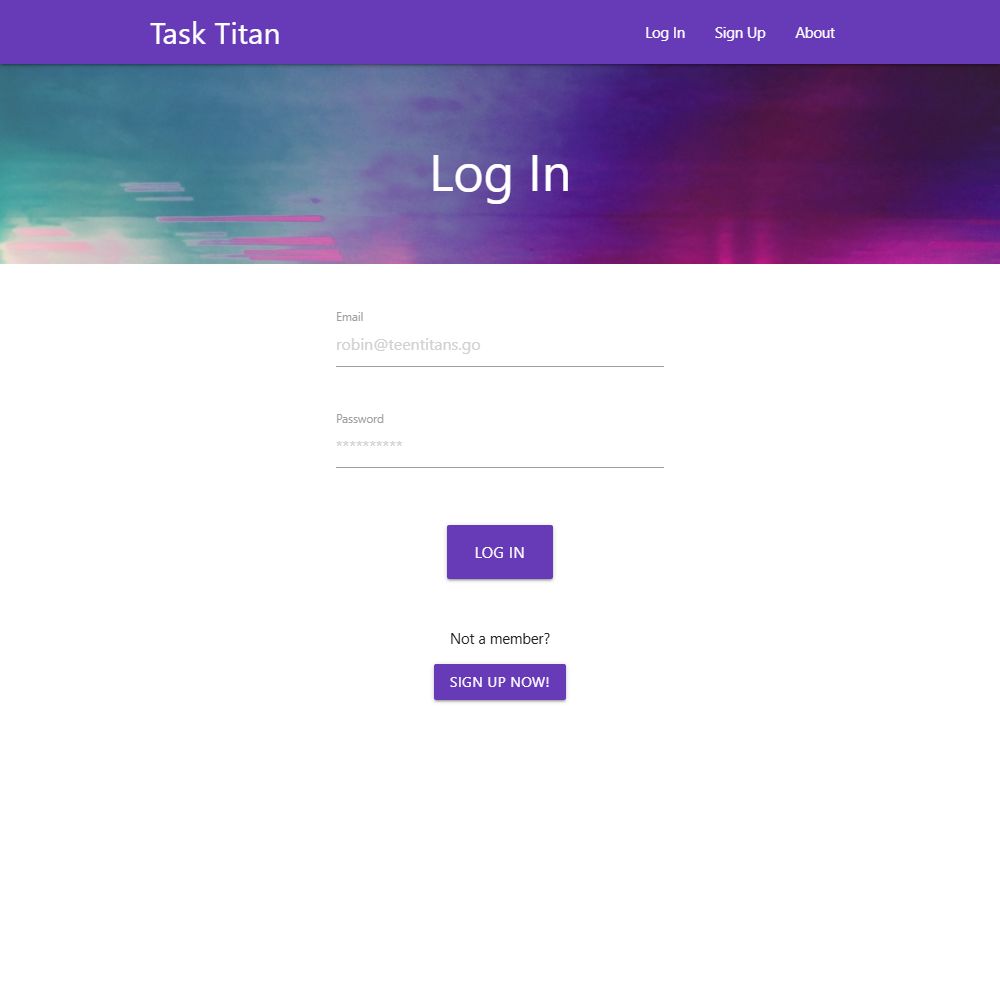 Task Titan
Log In
Sign Up
About
Log In
Email
robin@teentitans.go
Password
**********
LOG IN
Not a member?
SIGN UP NOW!